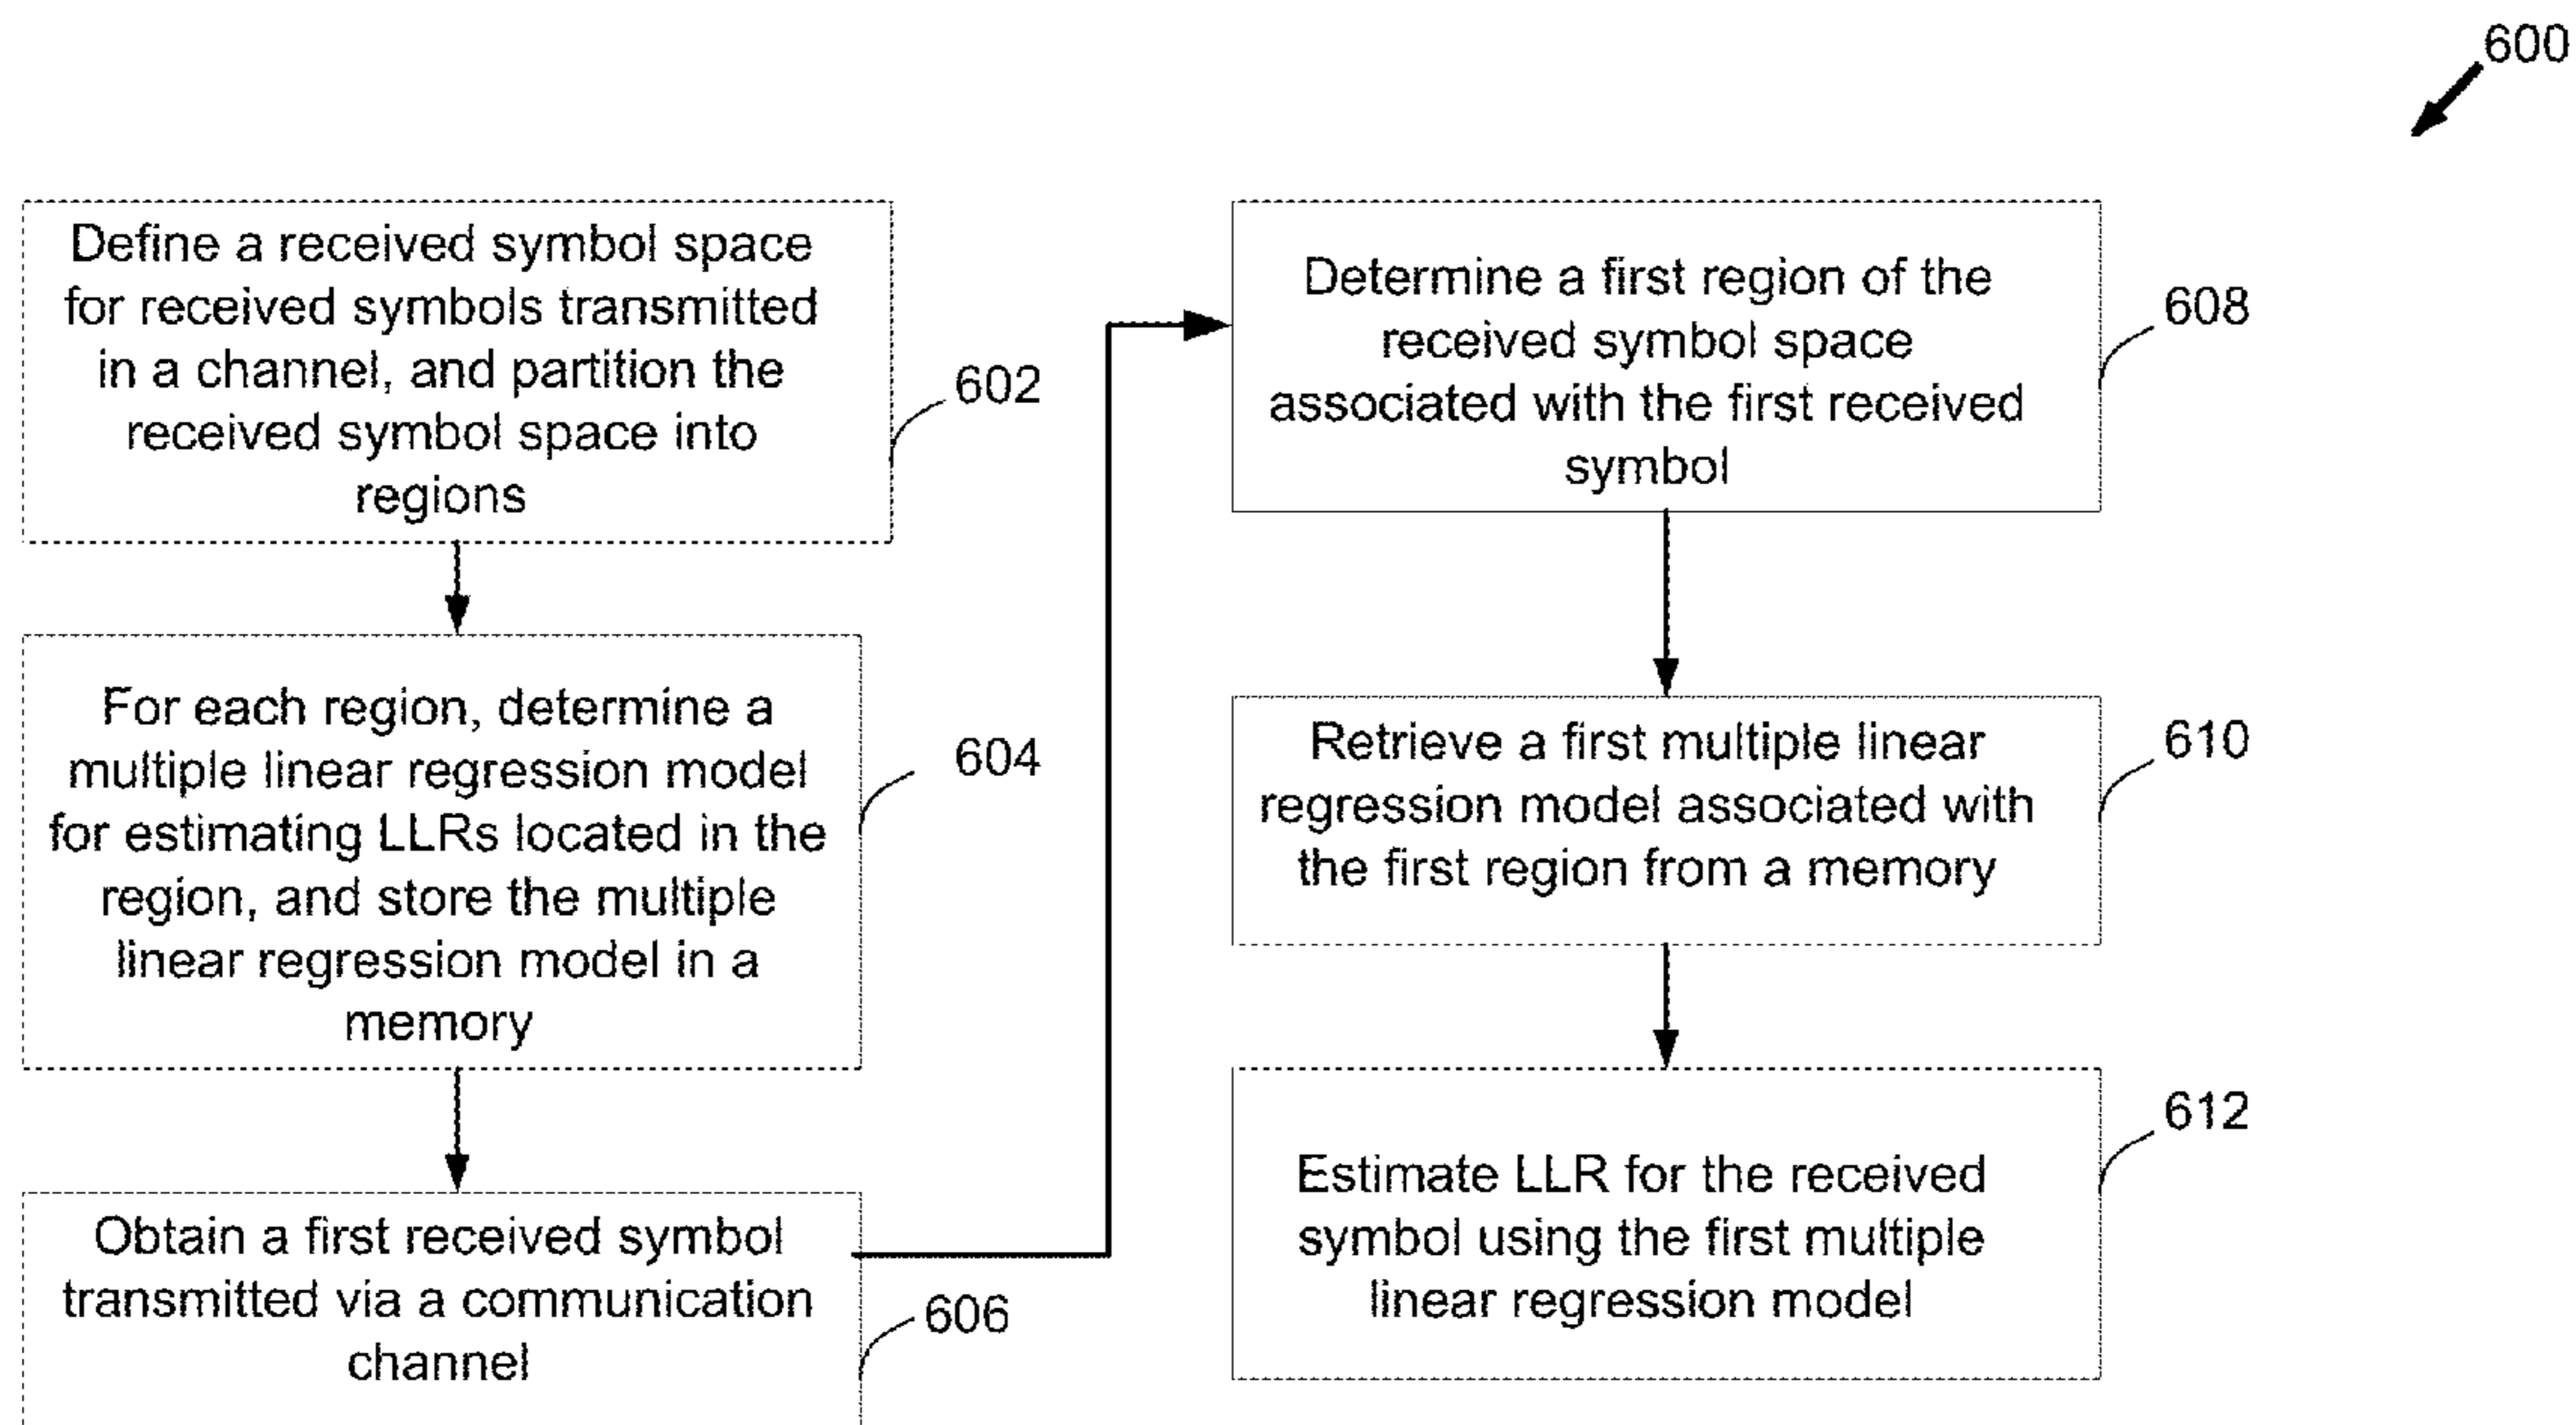 600
Define a received symbol space
for received symbols transmitted
in a channel, and partition the
received symbol space into
regions
602
For each region, determine a
multiple linear regression model
for estimating LLRs located in the
region, and store the multiple
linear regression model in a
memory
604
Obtain a first received symbol
transmitted via a communication
channel
606
Determine a first region of the
received symbol space
associated with the first received
symbol
608
Retrieve a first multiple linear
regression model associated with
the first region from a memory
610
Estimate LLR for the received
symbol using the first multiple
linear regression model
612